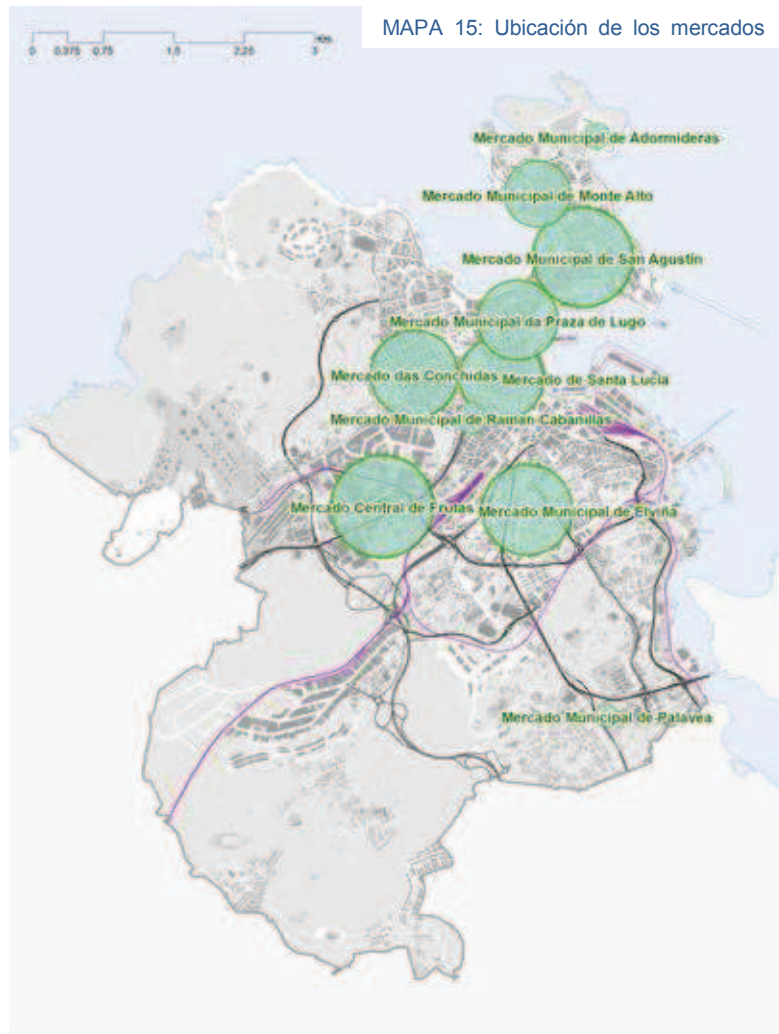 MAPA 15: Ubicación de los mercados
0 0,375 0,75 1,5 2,25 3
Mercado Municipal de Adormideras
Mercado Municipal de Monte Alto
Mercado Municipal de San Agustín
Mercado Municipal da Praza de Lugo
Mercado das Conchiñas
Mercado de Santa Lucía
Mercado Municipal de Ramón Cabanillas
Mercado Central de Frutas
Mercado Municipal de Elviña
Mercado Municipal de Palavea